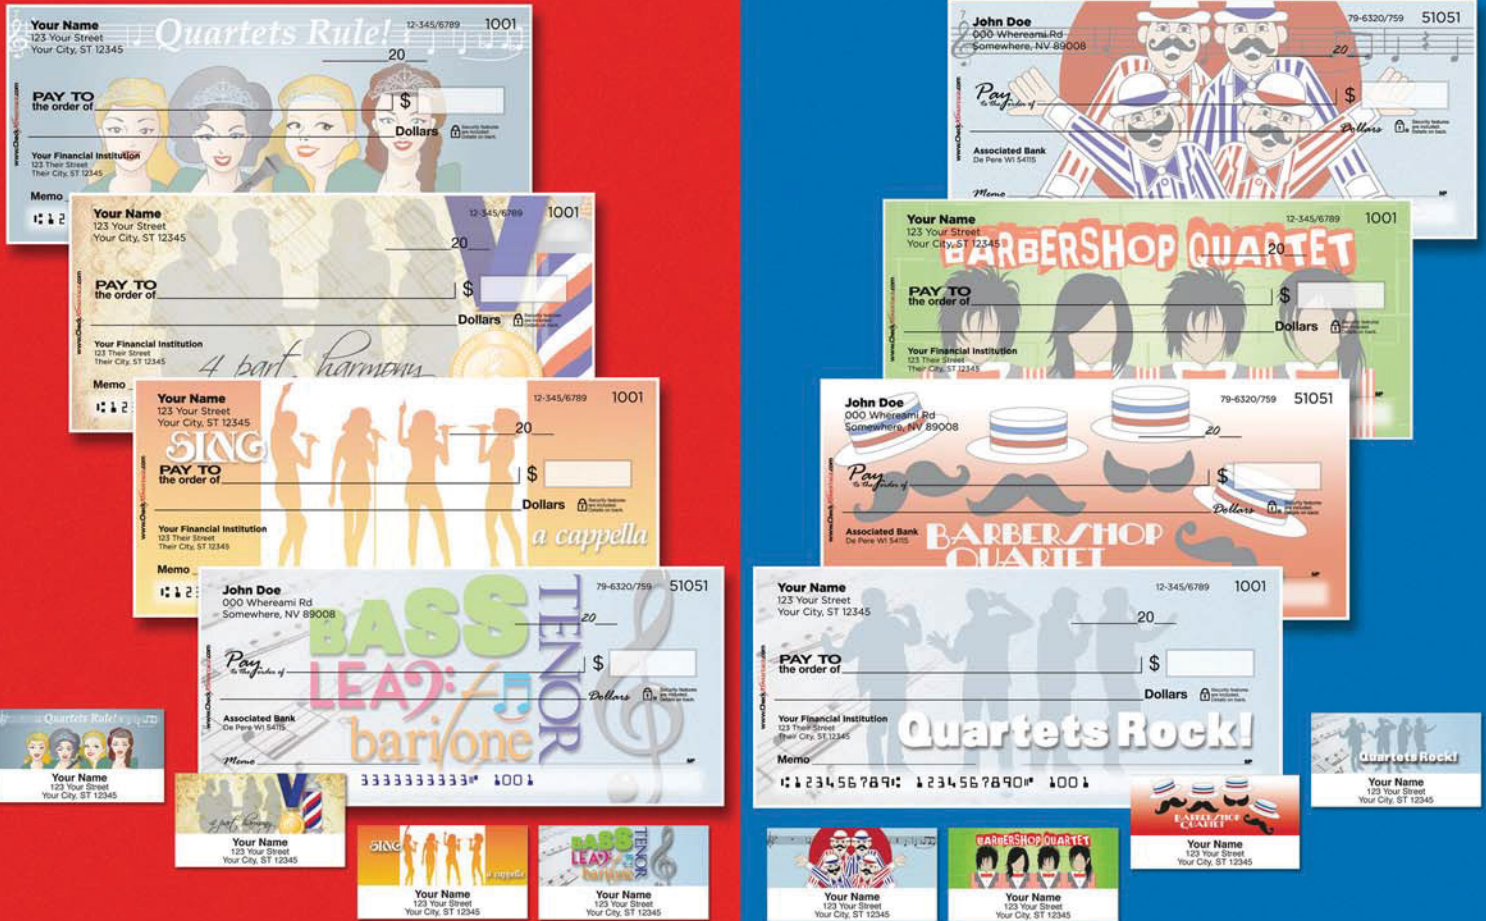 Your Name
123 Your Street
Your City, ST 12345
Quartets Rule!
12-345/6789
1001
20
PAY TO
the order of
$
Dollars
Security features
are included.
Details on back.
Your Financial Institution
123 Their Street
Their City, ST 12345
Memo
Your Name
123 Your Street
Your City, ST 12345
12-345/6789
1001
20
PAY TO
the order of
$
Dollars
Your Financial Institution
123 Their Street
Their City, ST 12345
4 part harmony
Memo
Your Name
123 Your Street
Your City, ST 12345
12-345/6789
1001
SING
20
PAY TO
the order of
$
Dollars
Your Financial Institution
123 Their Street
Their City, ST 12345
a cappella
Memo
John Doe
000 Whereami Rd
Somewhere, NV 89008
79-6320/759
51051
BASS
TENOR
20
Pay
to the order of
$
LEAD
Dollars
Associated Bank
De Pere WI 54115
baritone
Memo
3333333333 1001
Quartets Rule!
Your Name
123 Your Street
Your City, ST 12345
4 part harmony
Your Name
123 Your Street
Your City, ST 12345
SING
a cappella
Your Name
123 Your Street
Your City, ST 12345
BASS
TENOR
LEAD
baritone
Your Name
123 Your Street
Your City, ST 12345
John Doe
000 Whereami Rd
Somewhere, NV 89008
79-6320/759
51051
20
Pay
to the order of
$
Dollars
Associated Bank
De Pere WI 54115
Memo
Your Name
123 Your Street
Your City, ST 12345
12-345/6789
1001
BARBERSHOP QUARTET
20
PAY TO
the order of
$
Dollars
Your Financial Institution
123 Their Street
Their City, ST 12345
John Doe
000 Whereami Rd
Somewhere, NV 89008
79-6320/759
51051
20
Pay
to the order of
$
Dollars
Associated Bank
De Pere WI 54115
BARBERSHOP
QUARTET
Your Name
123 Your Street
Your City, ST 12345
12-345/6789
1001
20
PAY TO
the order of
$
Dollars
Your Financial Institution
123 Their Street
Their City, ST 12345
Quartets Rock!
Memo
123456789 1234567890 1001
Quartets Rock!
Your Name
123 Your Street
Your City, ST 12345
BARBERSHOP
QUARTET
Your Name
123 Your Street
Your City, ST 12345
Your Name
123 Your Street
Your City, ST 12345
BARBERSHOP QUARTET
Your Name
123 Your Street
Your City, ST 12345